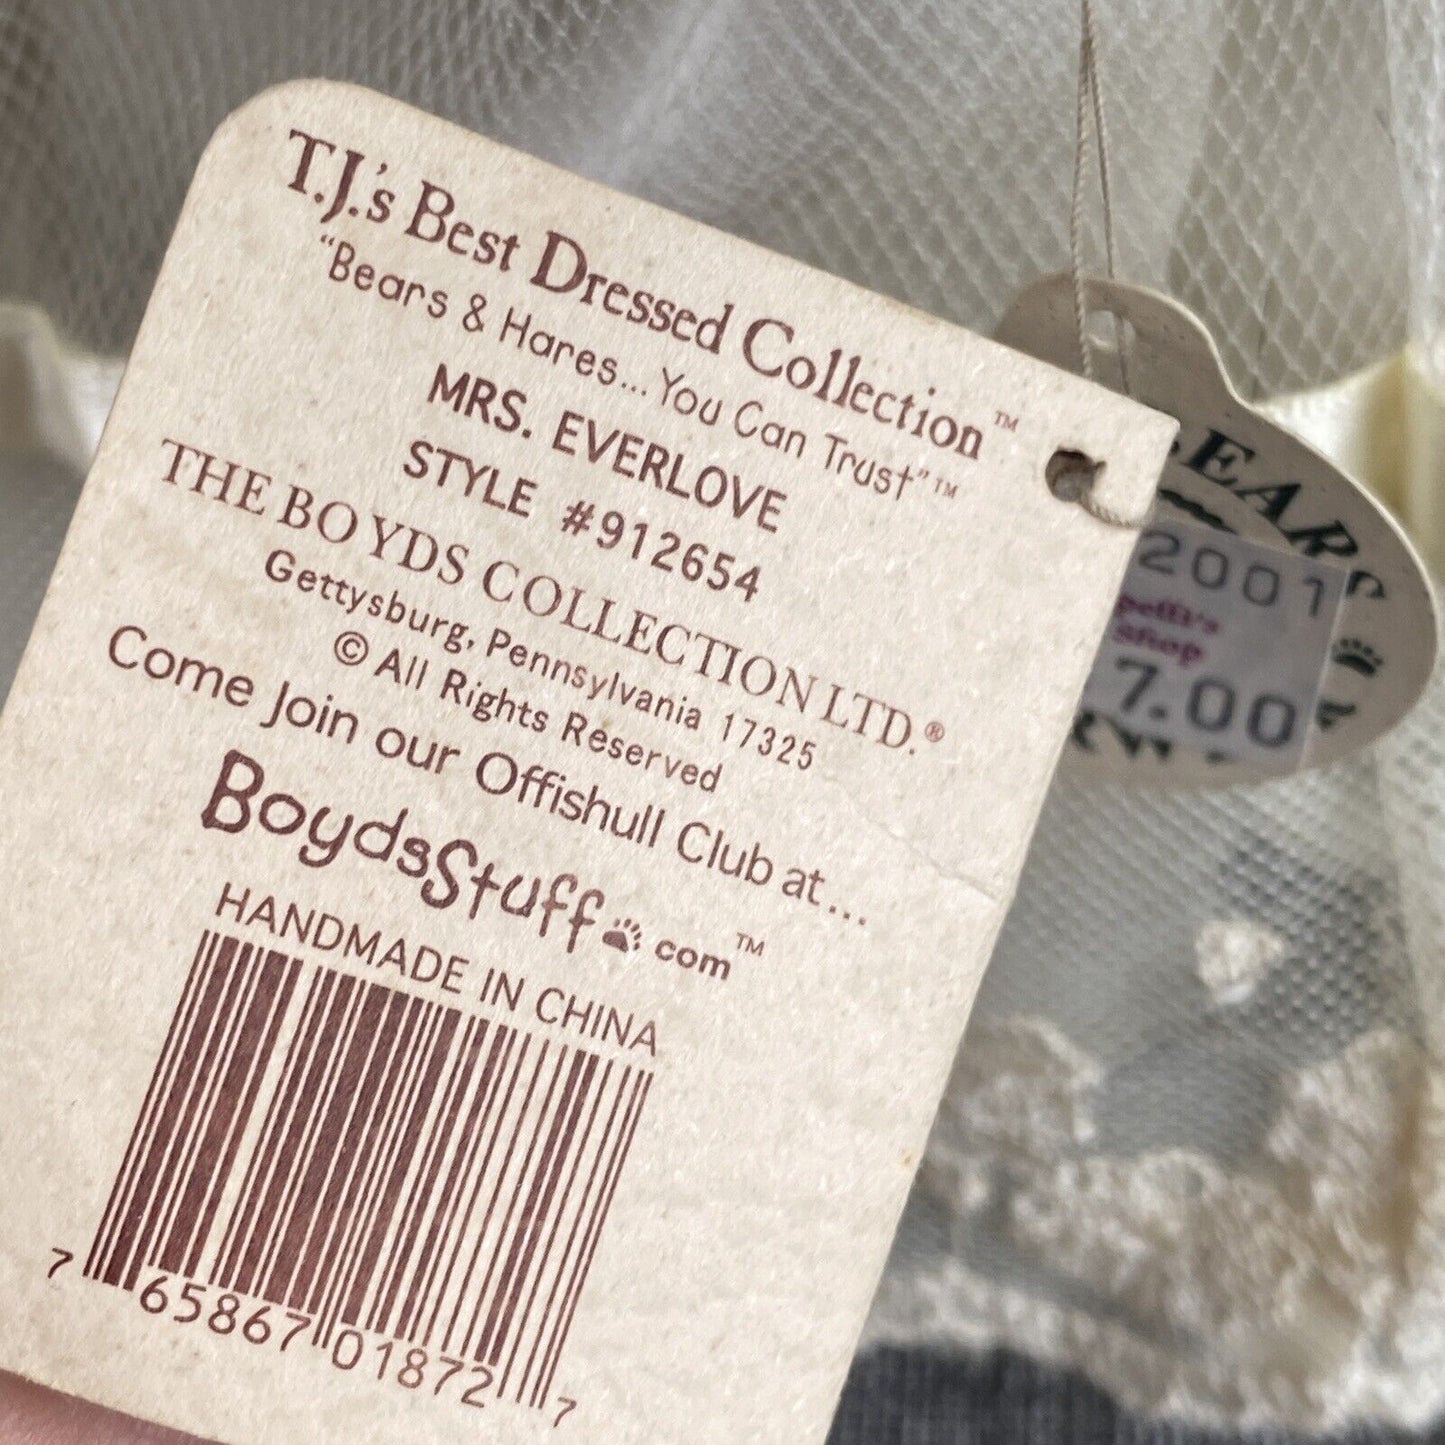 T.J.'s Best Dressed Collection™
"Bears & Hares... You Can Trust"™
MRS. EVERLOVE
STYLE #912654
THE BOYDS COLLECTION LTD.®
Gettysburg, Pennsylvania 17325
© All Rights Reserved
Come Join our Offishull Club at...
BoydsStuff.com™
HANDMADE IN CHINA
7 65867 01872 7
EARS
2001
Shop
7.00